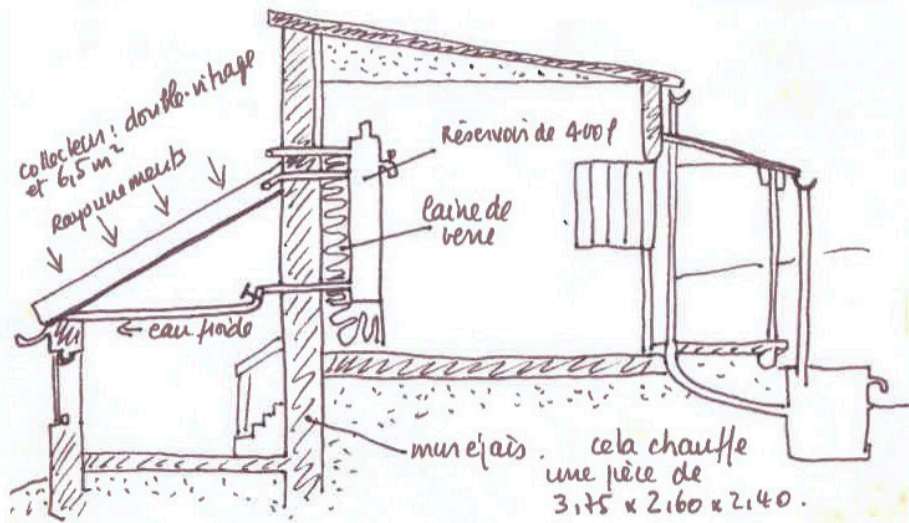 collecteur : double-vitrage
et 6,5 m²
Rayonnements
Réservoir de 400 l
laine de
verre
← eau froide
mur épais.
cela chauffe
une pièce de
3,75 x 2,60 x 2,40.